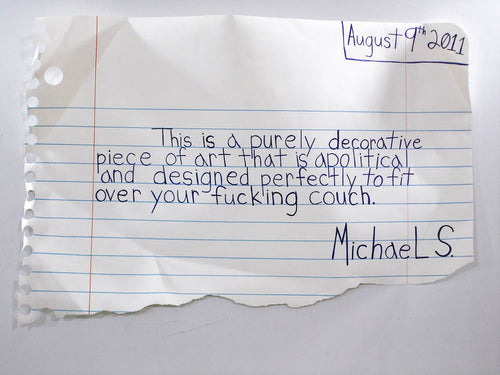 August 9th 2011
This is a purely decorative
piece of art that is apolitical
and designed perfectly to fit
over your fucking couch.
Michael S.